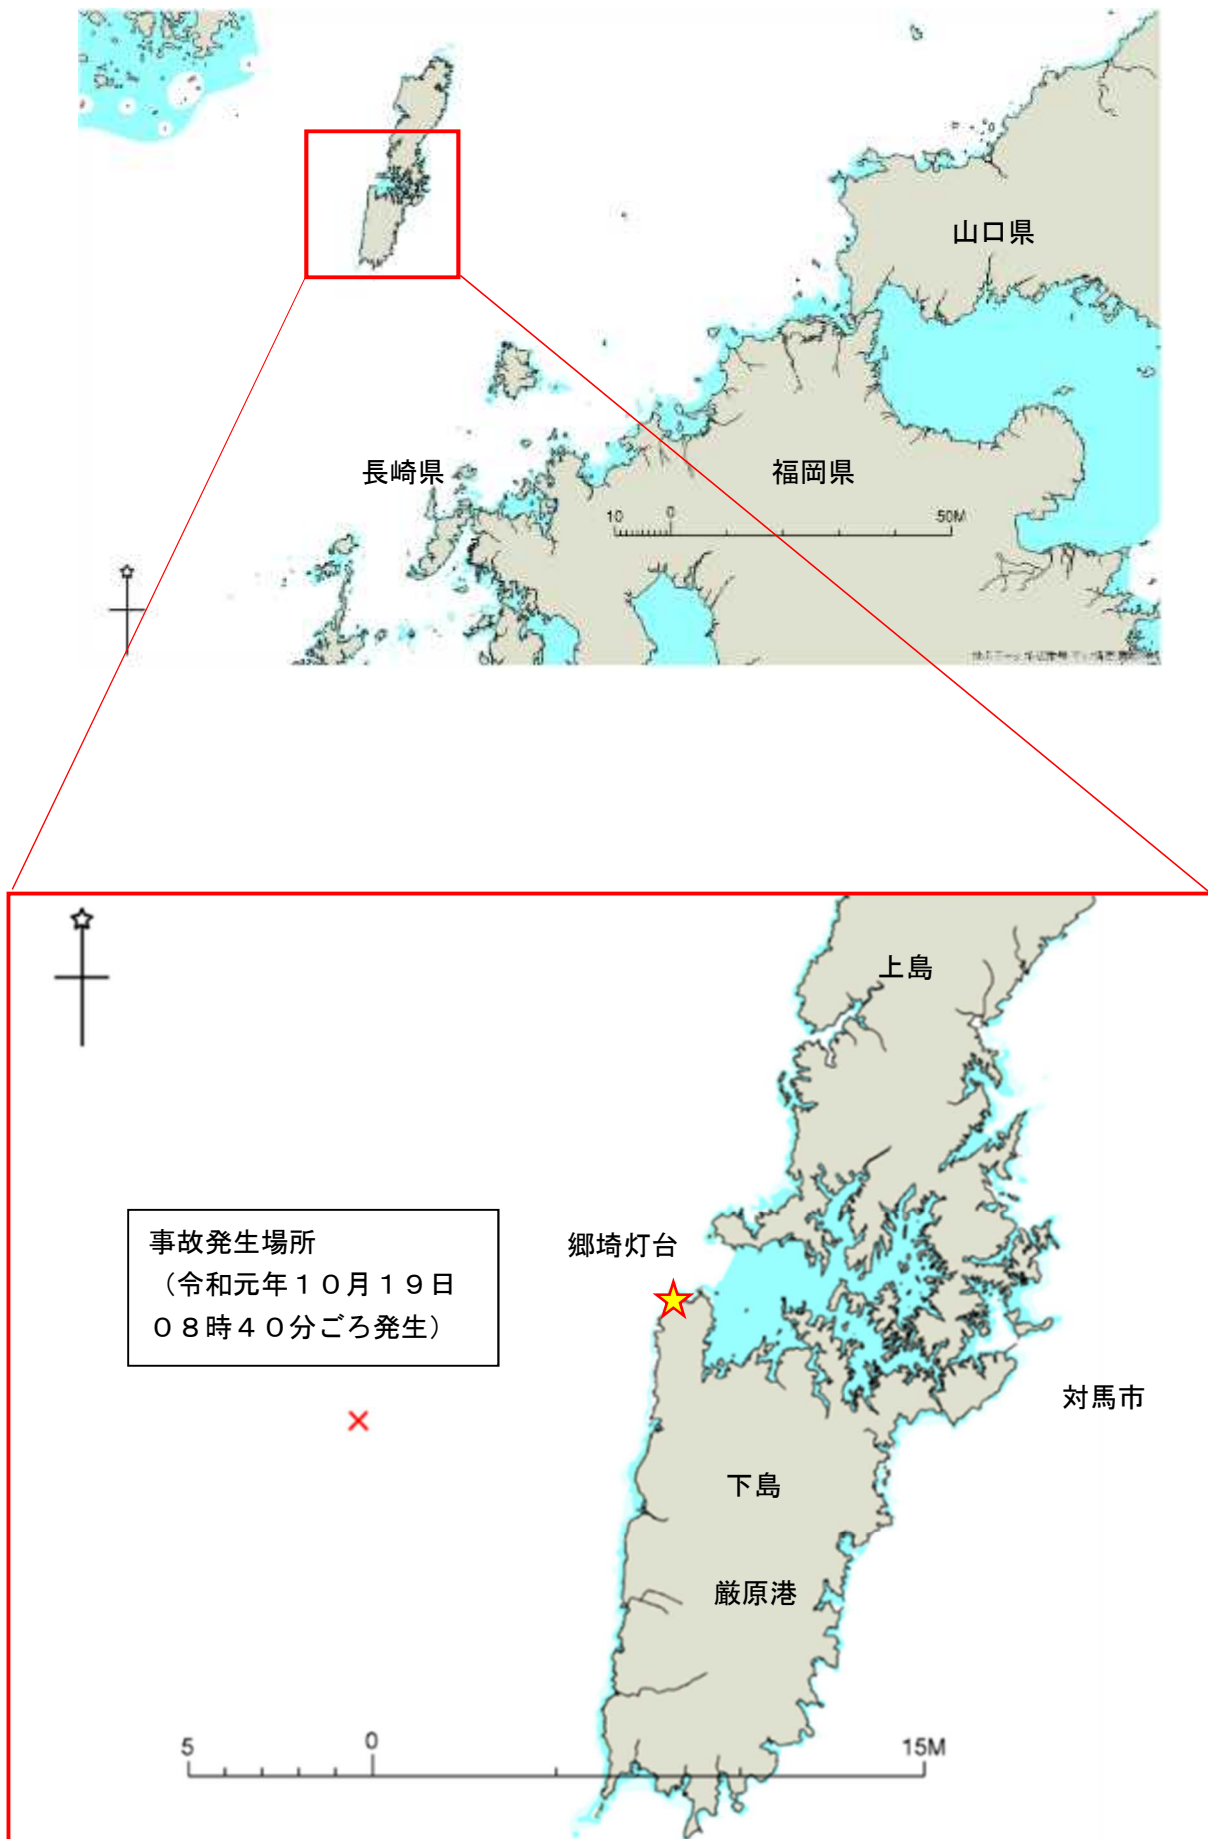 山口県
長崎県
福岡県
10 0 50M
上島
事故発生場所
（令和元年１０月１９日
０８時４０分ごろ発生）
郷埼灯台
対馬市
下島
厳原港
5 0 15M